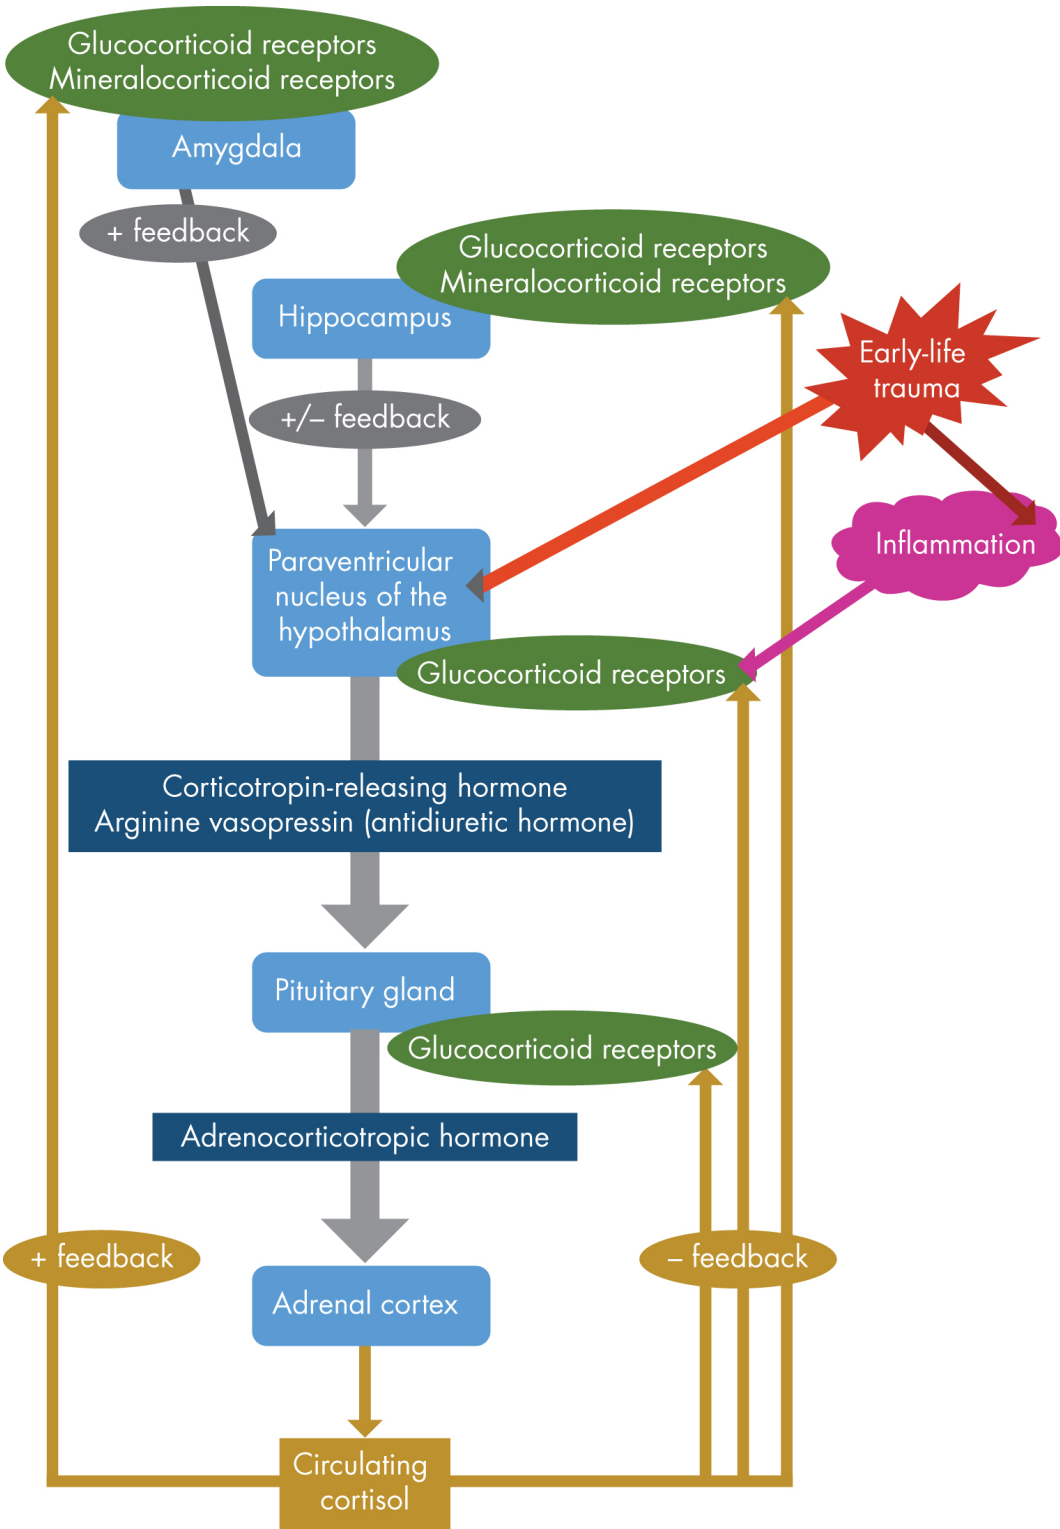 Glucocorticoid receptors
Mineralocorticoid receptors
Amygdala
+ feedback
Glucocorticoid receptors
Mineralocorticoid receptors
Hippocampus
Early-life
trauma
+/– feedback
Inflammation
Paraventricular
nucleus of the
hypothalamus
Glucocorticoid receptors
Corticotropin-releasing hormone
Arginine vasopressin (antidiuretic hormone)
Pituitary gland
Glucocorticoid receptors
Adrenocorticotropic hormone
+ feedback
– feedback
Adrenal cortex
Circulating
cortisol